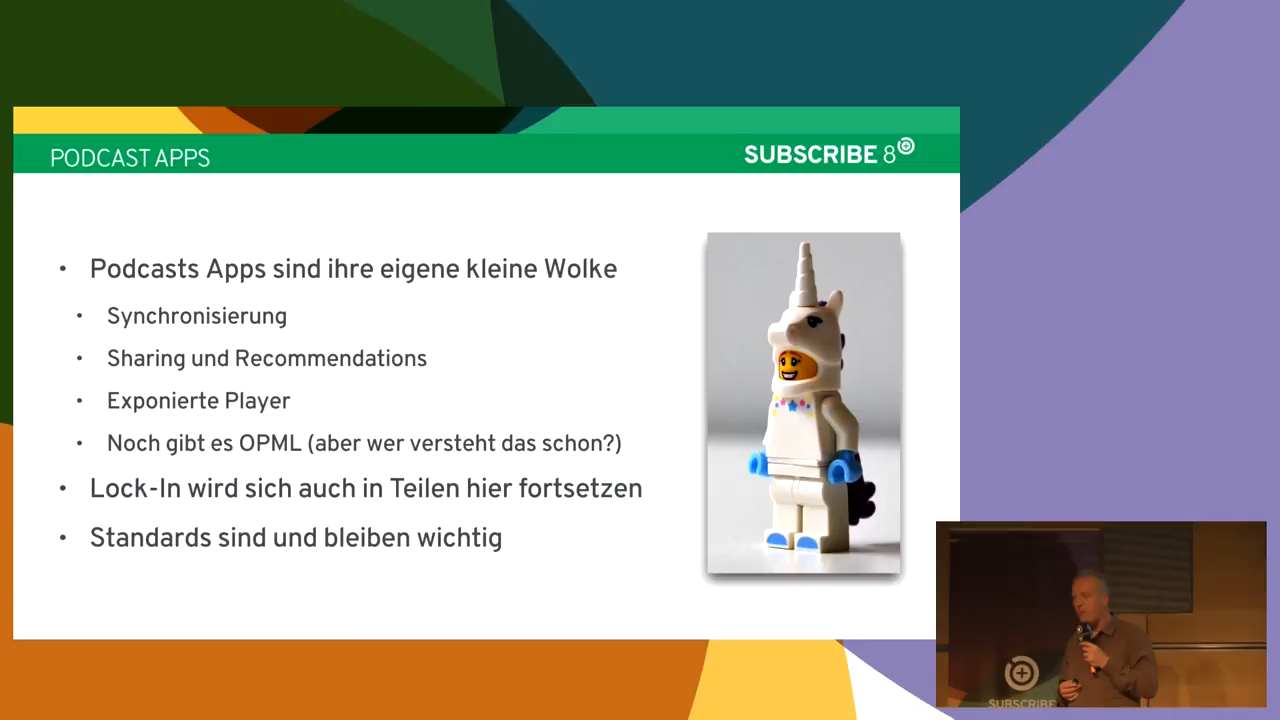 PODCAST APPS
SUBSCRIBE 8
• Podcasts Apps sind ihre eigene kleine Wolke
• Synchronisierung
• Sharing und Recommendations
• Exponierte Player
• Noch gibt es OPML (aber wer versteht das schon?)
• Lock-In wird sich auch in Teilen hier fortsetzen
• Standards sind und bleiben wichtig
SUBSCRIBE